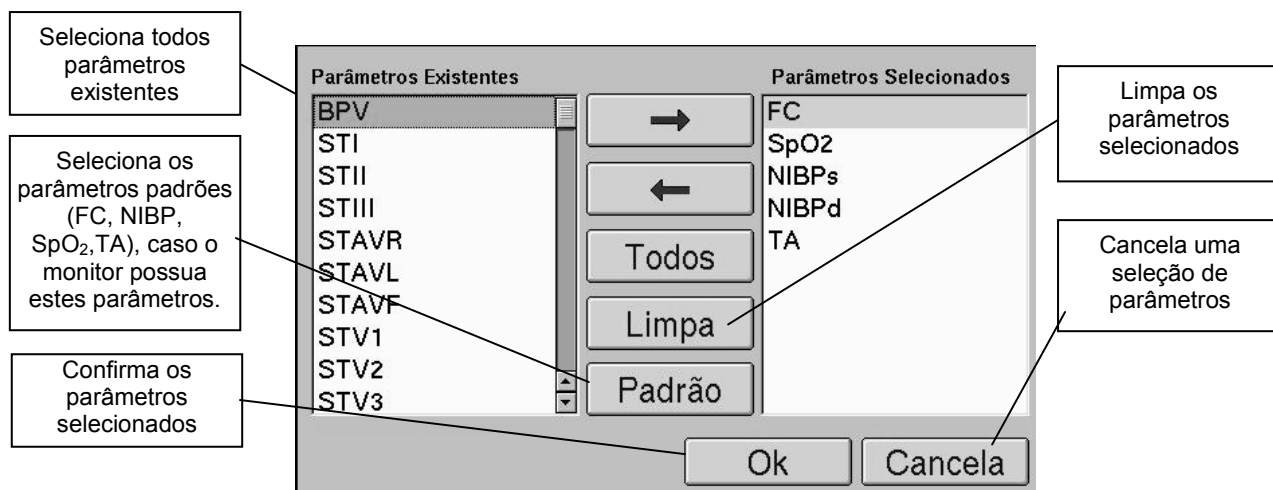 Seleciona todos
parâmetros
existentes
Seleciona os
parâmetros padrões
(FC, NIBP,
SpO₂,TA), caso o
monitor possua
estes parâmetros.
Confirma os
parâmetros
selecionados
Parâmetros Existentes
BPV
STI
STII
STIII
STAVR
STAVL
STAVF
STV1
STV2
STV3
Todos
Limpa
Padrão
Parâmetros Selecionados
FC
SpO2
NIBPs
NIBPd
TA
Ok
Cancela
Limpa os
parâmetros
selecionados
Cancela uma
seleção de
parâmetros